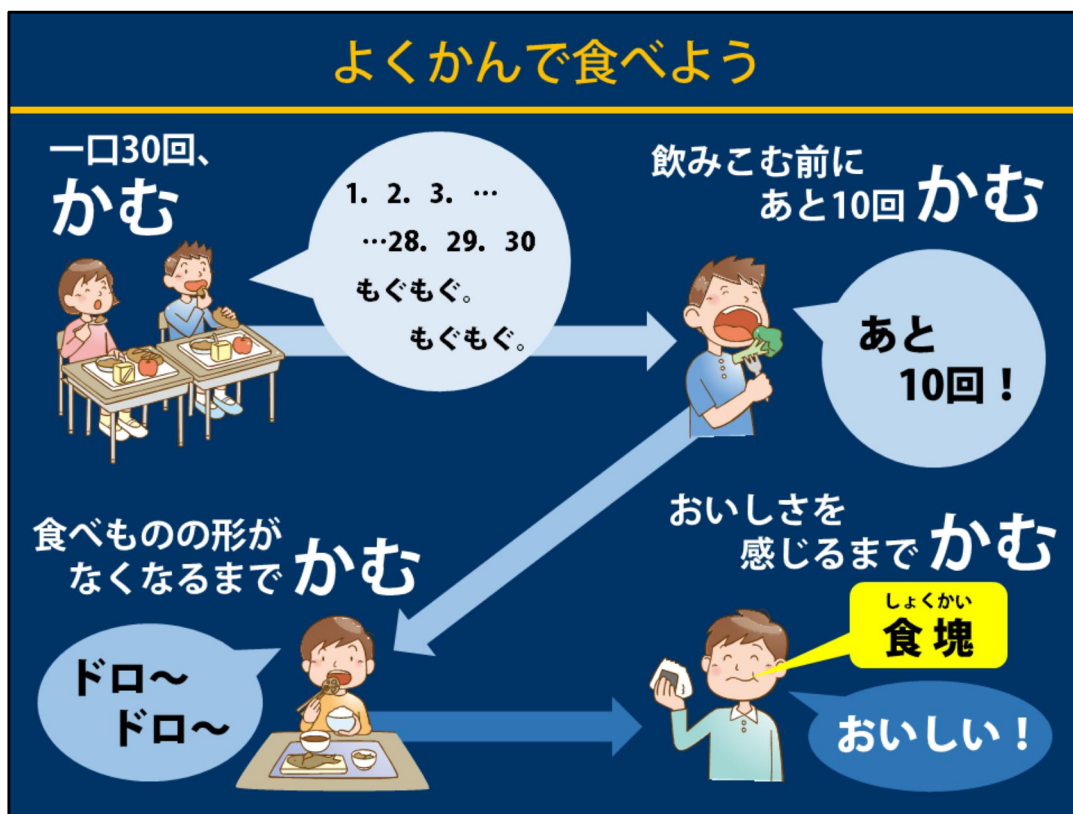 よくかんで食べよう
一口30回、
かむ
1. 2. 3. …
…28. 29. 30
もぐもぐ。
もぐもぐ。
飲みこむ前に
あと10回 かむ
あと
10回！
食べものの形が
なくなるまで かむ
ドロ～
ドロ～
おいしさを
感じるまで かむ
しょくかい
食塊
おいしい！